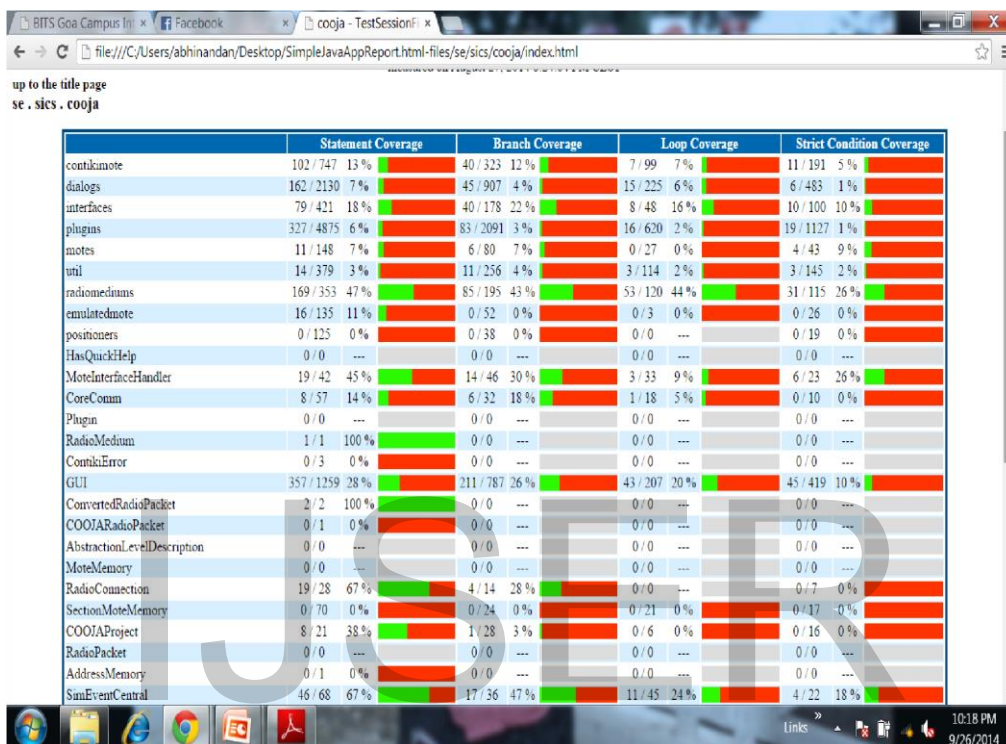 BITS Goa Campus Int × Facebook × cooja - TestSessionFi ×
file:///C:/Users/abhinandan/Desktop/SimpleJavaAppReport.html-files/se/sics/cooja/index.html
up to the title page
se . sics . cooja
Statement Coverage Branch Coverage Loop Coverage Strict Condition Coverage
contikimote 102 / 747 13 % 40 / 323 12 % 7 / 99 7 % 11 / 191 5 %
dialogs 162 / 2130 7 % 45 / 907 4 % 15 / 225 6 % 6 / 483 1 %
interfaces 79 / 421 18 % 40 / 178 22 % 8 / 48 16 % 10 / 100 10 %
plugins 327 / 4875 6 % 83 / 2091 3 % 16 / 620 2 % 19 / 1127 1 %
motes 11 / 148 7 % 6 / 80 7 % 0 / 27 0 % 4 / 43 9 %
util 14 / 379 3 % 11 / 256 4 % 3 / 114 2 % 3 / 145 2 %
radiomediums 169 / 353 47 % 85 / 195 43 % 53 / 120 44 % 31 / 115 26 %
emulatedmote 16 / 135 11 % 0 / 52 0 % 0 / 3 0 % 0 / 26 0 %
positioners 0 / 125 0 % 0 / 38 0 % 0 / 0 --- 0 / 19 0 %
HasQuickHelp 0 / 0 --- 0 / 0 --- 0 / 0 --- 0 / 0 ---
MoteInterfaceHandler 19 / 42 45 % 14 / 46 30 % 3 / 33 9 % 6 / 23 26 %
CoreComm 8 / 57 14 % 6 / 32 18 % 1 / 18 5 % 0 / 10 0 %
Plugin 0 / 0 --- 0 / 0 --- 0 / 0 --- 0 / 0 ---
RadioMedium 1 / 1 100 % 0 / 0 --- 0 / 0 --- 0 / 0 ---
ContikiError 0 / 3 0 % 0 / 0 --- 0 / 0 --- 0 / 0 ---
GUI 357 / 1259 28 % 211 / 787 26 % 43 / 207 20 % 45 / 419 10 %
ConvertedRadioPacket 2 / 2 100 % 0 / 0 --- 0 / 0 --- 0 / 0 ---
COOJARadioPacket 0 / 1 0 % 0 / 0 --- 0 / 0 --- 0 / 0 ---
AbstractionLevelDescription 0 / 0 --- 0 / 0 --- 0 / 0 --- 0 / 0 ---
MoteMemory 0 / 0 --- 0 / 0 --- 0 / 0 --- 0 / 0 ---
RadioConnection 19 / 28 67 % 4 / 14 28 % 0 / 0 --- 0 / 7 0 %
SectionMoteMemory 0 / 70 0 % 0 / 24 0 % 0 / 21 0 % 0 / 17 0 %
COOJAProject 8 / 21 38 % 1 / 28 3 % 0 / 6 0 % 0 / 16 0 %
RadioPacket 0 / 0 --- 0 / 0 --- 0 / 0 --- 0 / 0 ---
AddressMemory 0 / 1 0 % 0 / 0 --- 0 / 0 --- 0 / 0 ---
SimEventCentral 46 / 68 67 % 17 / 36 47 % 11 / 45 24 % 4 / 22 18 %
IJSER
Links » 10:18 PM
9/26/2014